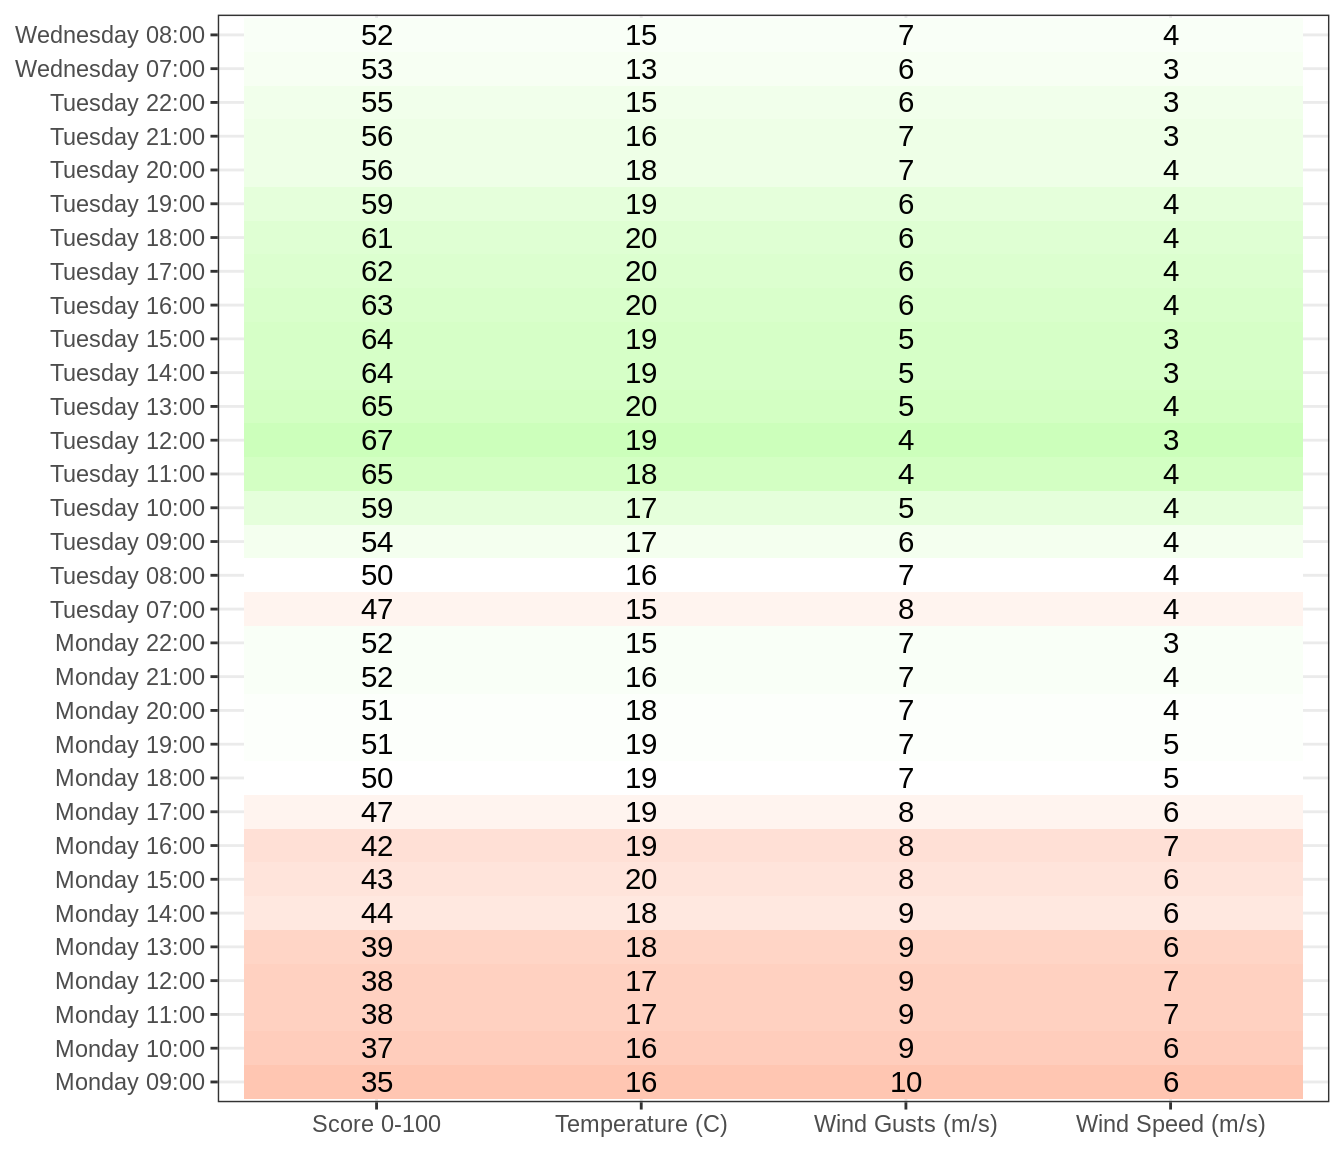 Wednesday 08:00 52 15 7 4
Wednesday 07:00 53 13 6 3
Tuesday 22:00 55 15 6 3
Tuesday 21:00 56 16 7 3
Tuesday 20:00 56 18 7 4
Tuesday 19:00 59 19 6 4
Tuesday 18:00 61 20 6 4
Tuesday 17:00 62 20 6 4
Tuesday 16:00 63 20 6 4
Tuesday 15:00 64 19 5 3
Tuesday 14:00 64 19 5 3
Tuesday 13:00 65 20 5 4
Tuesday 12:00 67 19 4 3
Tuesday 11:00 65 18 4 4
Tuesday 10:00 59 17 5 4
Tuesday 09:00 54 17 6 4
Tuesday 08:00 50 16 7 4
Tuesday 07:00 47 15 8 4
Monday 22:00 52 15 7 3
Monday 21:00 52 16 7 4
Monday 20:00 51 18 7 4
Monday 19:00 51 19 7 5
Monday 18:00 50 19 7 5
Monday 17:00 47 19 8 6
Monday 16:00 42 19 8 7
Monday 15:00 43 20 8 6
Monday 14:00 44 18 9 6
Monday 13:00 39 18 9 6
Monday 12:00 38 17 9 7
Monday 11:00 38 17 9 7
Monday 10:00 37 16 9 6
Monday 09:00 35 16 10 6
Score 0-100 Temperature (C) Wind Gusts (m/s) Wind Speed (m/s)